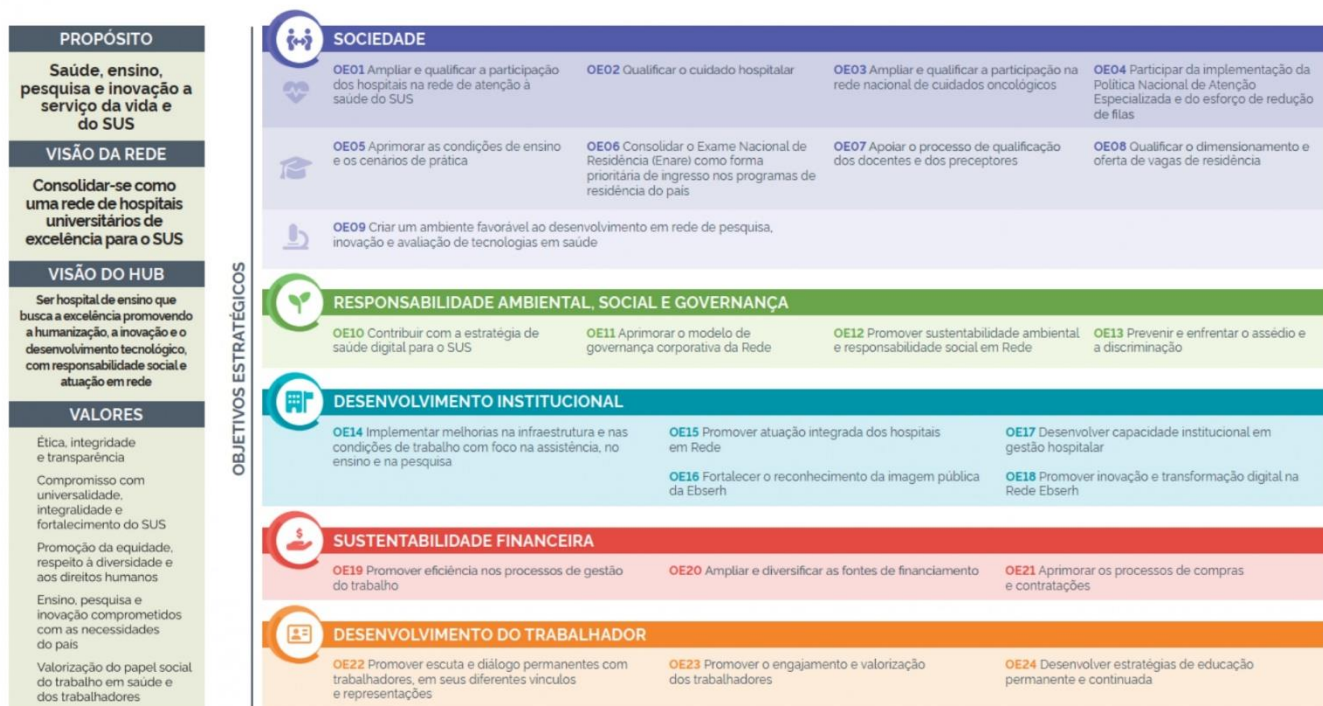 PROPÓSITO
Saúde, ensino,
pesquisa e inovação a
serviço da vida e
do SUS
VISÃO DA REDE
Consolidar-se como
uma rede de hospitais
universitários de
excelência para o SUS
VISÃO DO HUB
Ser hospital de ensino que
busca a excelência promovendo
a humanização, a inovação e o
desenvolvimento tecnológico,
com responsabilidade social e
atuação em rede
VALORES
Ética, integridade
e transparência
Compromisso com
universalidade,
integralidade e
fortalecimento do SUS
Promoção da equidade,
respeito à diversidade e
aos direitos humanos
Ensino, pesquisa e
inovação comprometidos
com as necessidades
do país
Valorização do papel social
do trabalho em saúde e
dos trabalhadores
OBJETIVOS ESTRATÉGICOS
SOCIEDADE
OE01 Ampliar e qualificar a participação
dos hospitais na rede de atenção à
saúde do SUS
OE02 Qualificar o cuidado hospitalar
OE03 Ampliar e qualificar a participação na
rede nacional de cuidados oncológicos
OE04 Participar da implementação da
Política Nacional de Atenção
Especializada e do esforço de redução
de filas
OE05 Aprimorar as condições de ensino
e os cenários de prática
OE06 Consolidar o Exame Nacional de
Residência (Enare) como forma
prioritária de ingresso nos programas de
residência do país
OE07 Apoiar o processo de qualificação
dos docentes e dos preceptores
OE08 Qualificar o dimensionamento e
oferta de vagas de residência
OE09 Criar um ambiente favorável ao desenvolvimento em rede de pesquisa,
inovação e avaliação de tecnologias em saúde
RESPONSABILIDADE AMBIENTAL, SOCIAL E GOVERNANÇA
OE10 Contribuir com a estratégia de
saúde digital para o SUS
OE11 Aprimorar o modelo de
governança corporativa da Rede
OE12 Promover sustentabilidade ambiental
e responsabilidade social em Rede
OE13 Prevenir e enfrentar o assédio e
a discriminação
DESENVOLVIMENTO INSTITUCIONAL
OE14 Implementar melhorias na infraestrutura e nas
condições de trabalho com foco na assistência, no
ensino e na pesquisa
OE15 Promover atuação integrada dos hospitais
em Rede
OE16 Fortalecer o reconhecimento da imagem pública
da Ebserh
OE17 Desenvolver capacidade institucional em
gestão hospitalar
OE18 Promover inovação e transformação digital na
Rede Ebserh
SUSTENTABILIDADE FINANCEIRA
OE19 Promover eficiência nos processos de gestão
do trabalho
OE20 Ampliar e diversificar as fontes de financiamento
OE21 Aprimorar os processos de compras
e contratações
DESENVOLVIMENTO DO TRABALHADOR
OE22 Promover escuta e diálogo permanentes com
trabalhadores, em seus diferentes vínculos
e representações
OE23 Promover o engajamento e valorização
dos trabalhadores
OE24 Desenvolver estratégias de educação
permanente e continuada